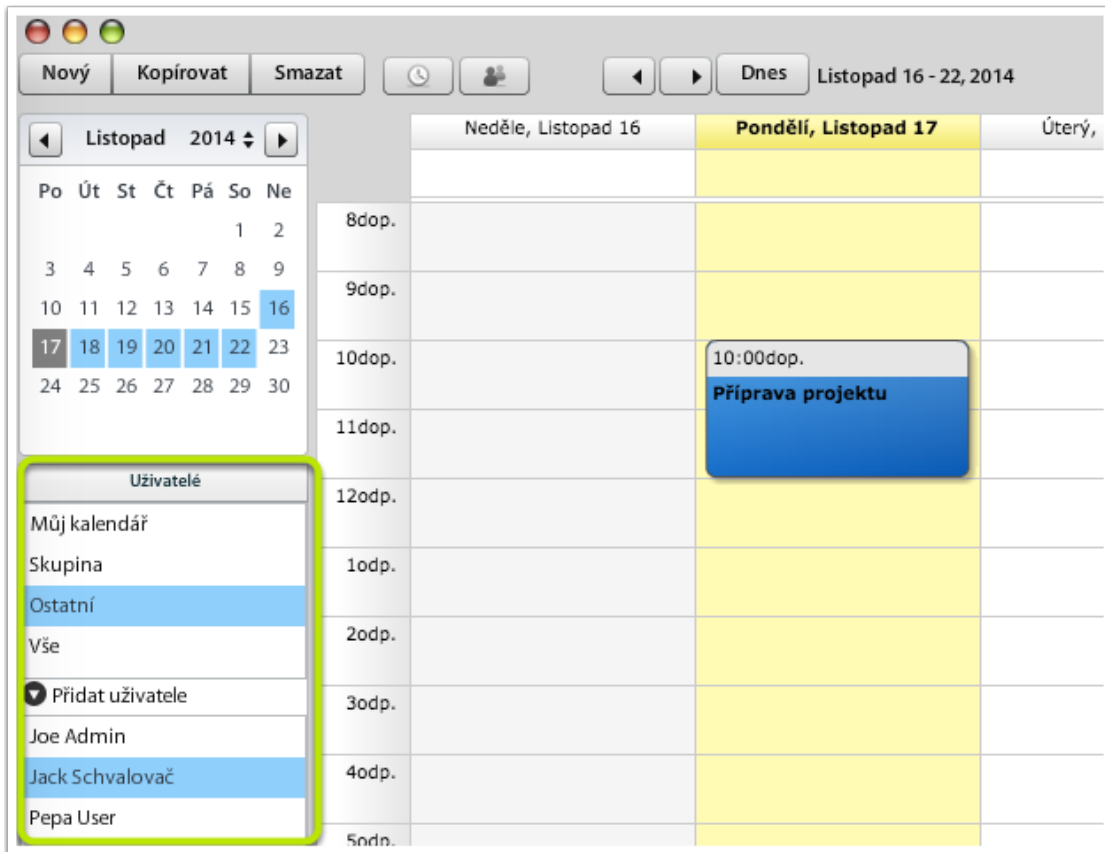 Nový Kopírovat Smazat Dnes Listopad 16 - 22, 2014
Listopad 2014
Po Út St Čt Pá So Ne
1 2
3 4 5 6 7 8 9
10 11 12 13 14 15 16
17 18 19 20 21 22 23
24 25 26 27 28 29 30
Uživatelé
Můj kalendář
Skupina
Ostatní
Vše
Přidat uživatele
Joe Admin
Jack Schvalovač
Pepa User
Neděle, Listopad 16 Pondělí, Listopad 17 Úterý,
8dop.
9dop.
10dop.
11dop.
12odp.
1odp.
2odp.
3odp.
4odp.
5odp.
10:00dop.
Příprava projektu